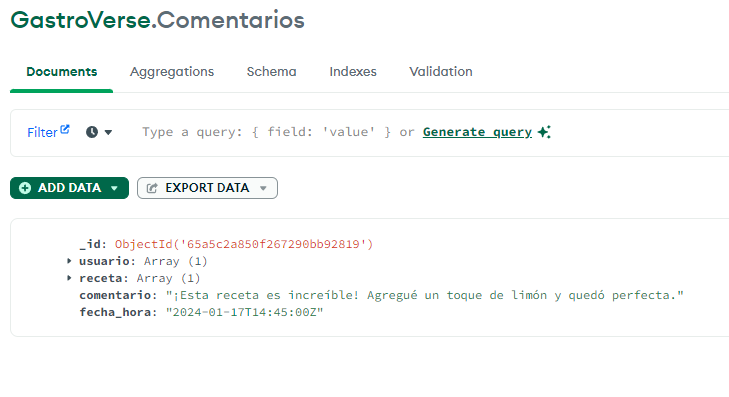 GastroVerse.Comentarios
Documents Aggregations Schema Indexes Validation
Filter Type a query: { field: 'value' } or Generate query
ADD DATA EXPORT DATA
_id: ObjectId('65a5c2a850f267290bb92819')
usuario: Array (1)
receta: Array (1)
comentario: "¡Esta receta es increíble! Agregué un toque de limón y quedó perfecta."
fecha_hora: "2024-01-17T14:45:00Z"